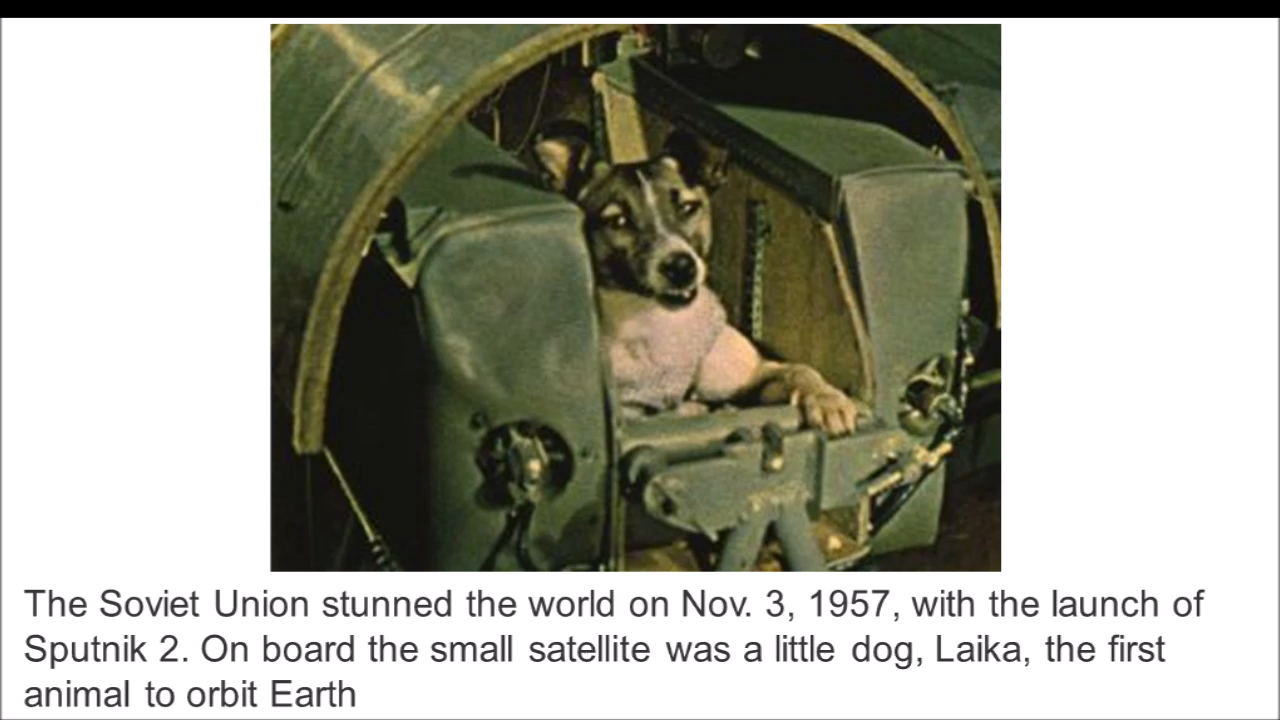 The Soviet Union stunned the world on Nov. 3, 1957, with the launch of
Sputnik 2. On board the small satellite was a little dog, Laika, the first
animal to orbit Earth